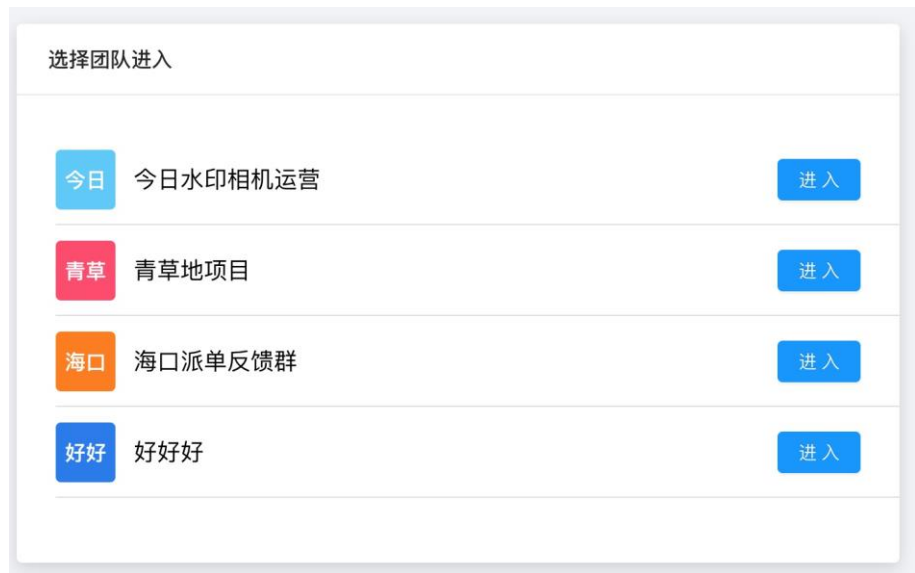 选择团队进入
今日 今日水印相机运营 进入
青草 青草地项目 进入
海口 海口派单反馈群 进入
好好 好好好 进入